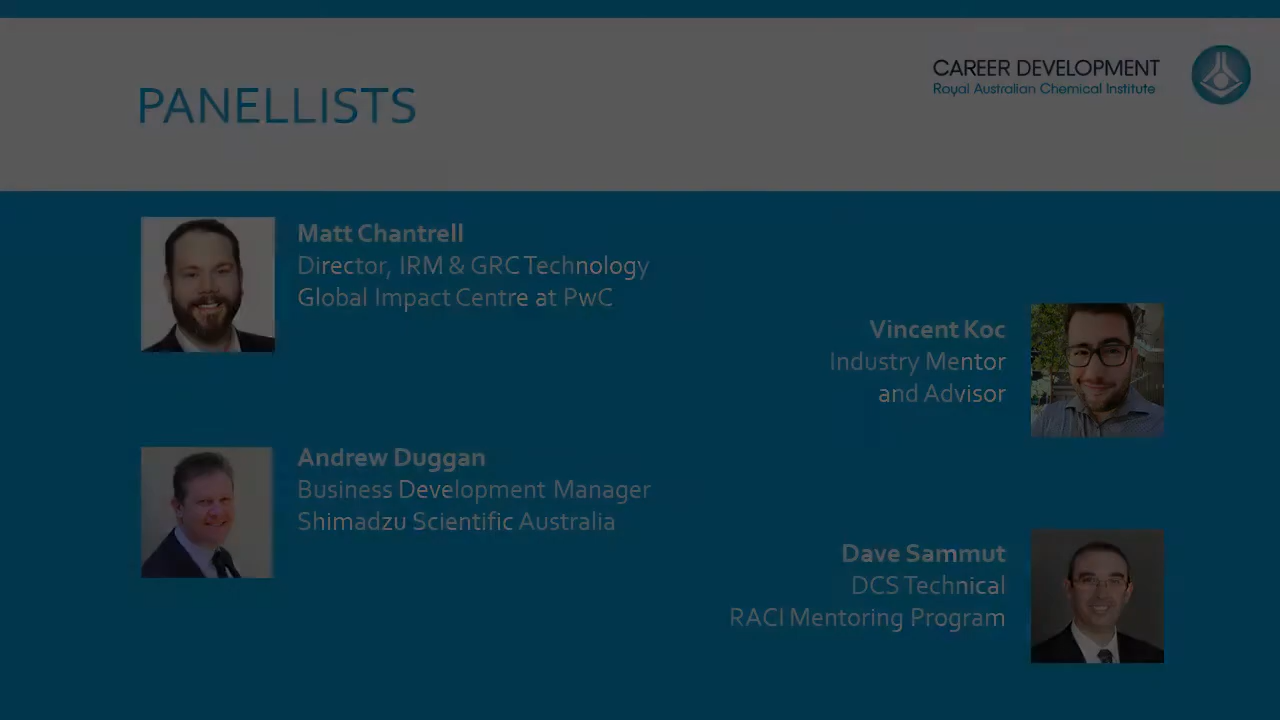 PANELLISTS
CAREER DEVELOPMENT
Royal Australian Chemical Institute
Matt Chantrell
Director, IRM & GRC Technology
Global Impact Centre at PwC
Vincent Koc
Industry Mentor
and Advisor
Andrew Duggan
Business Development Manager
Shimadzu Scientific Australia
Dave Sammut
DCS Technical
RACI Mentoring Program